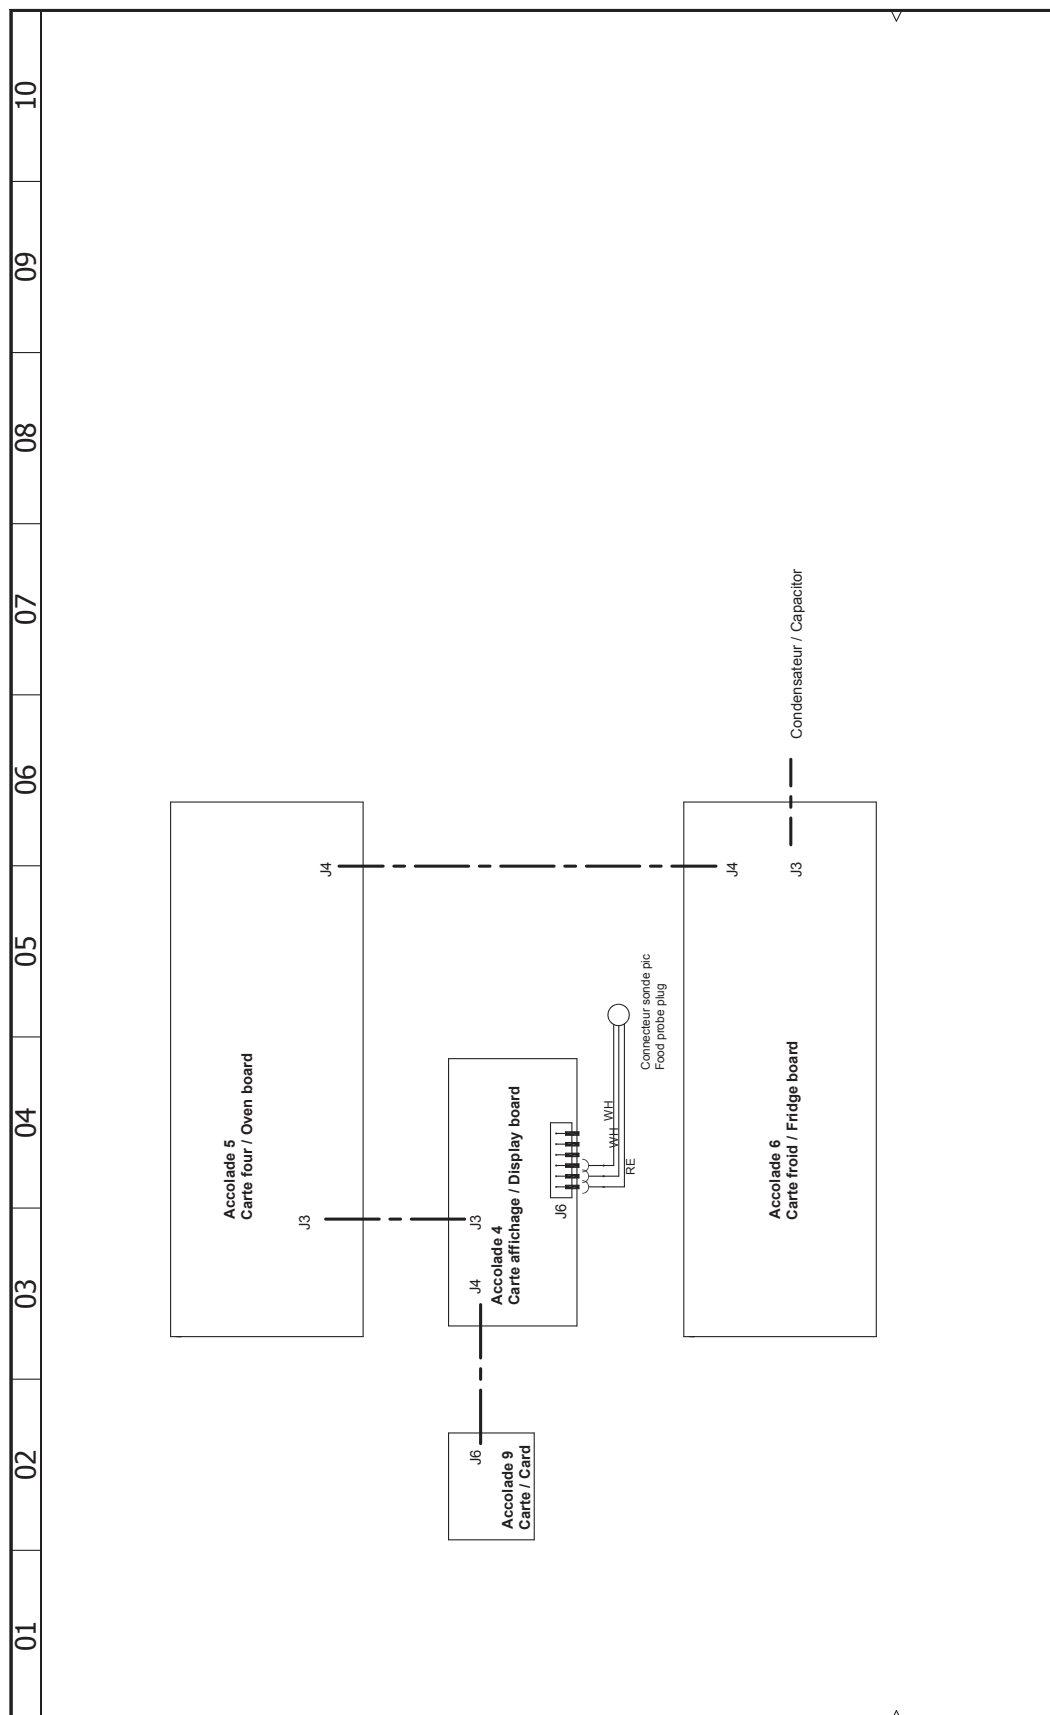 10
09
08
07
06
05
04
03
02
01
Accolade 5
Carte four / Oven board
J4
J3
Accolade 4
Carte affichage / Display board
J3
J4
J6
WH
WH
RE
Connecteur sonde pic
Food probe plug
Accolade 9
Carte / Card
J6
Accolade 6
Carte froid / Fridge board
J4
J3
Condensateur / Capacitor